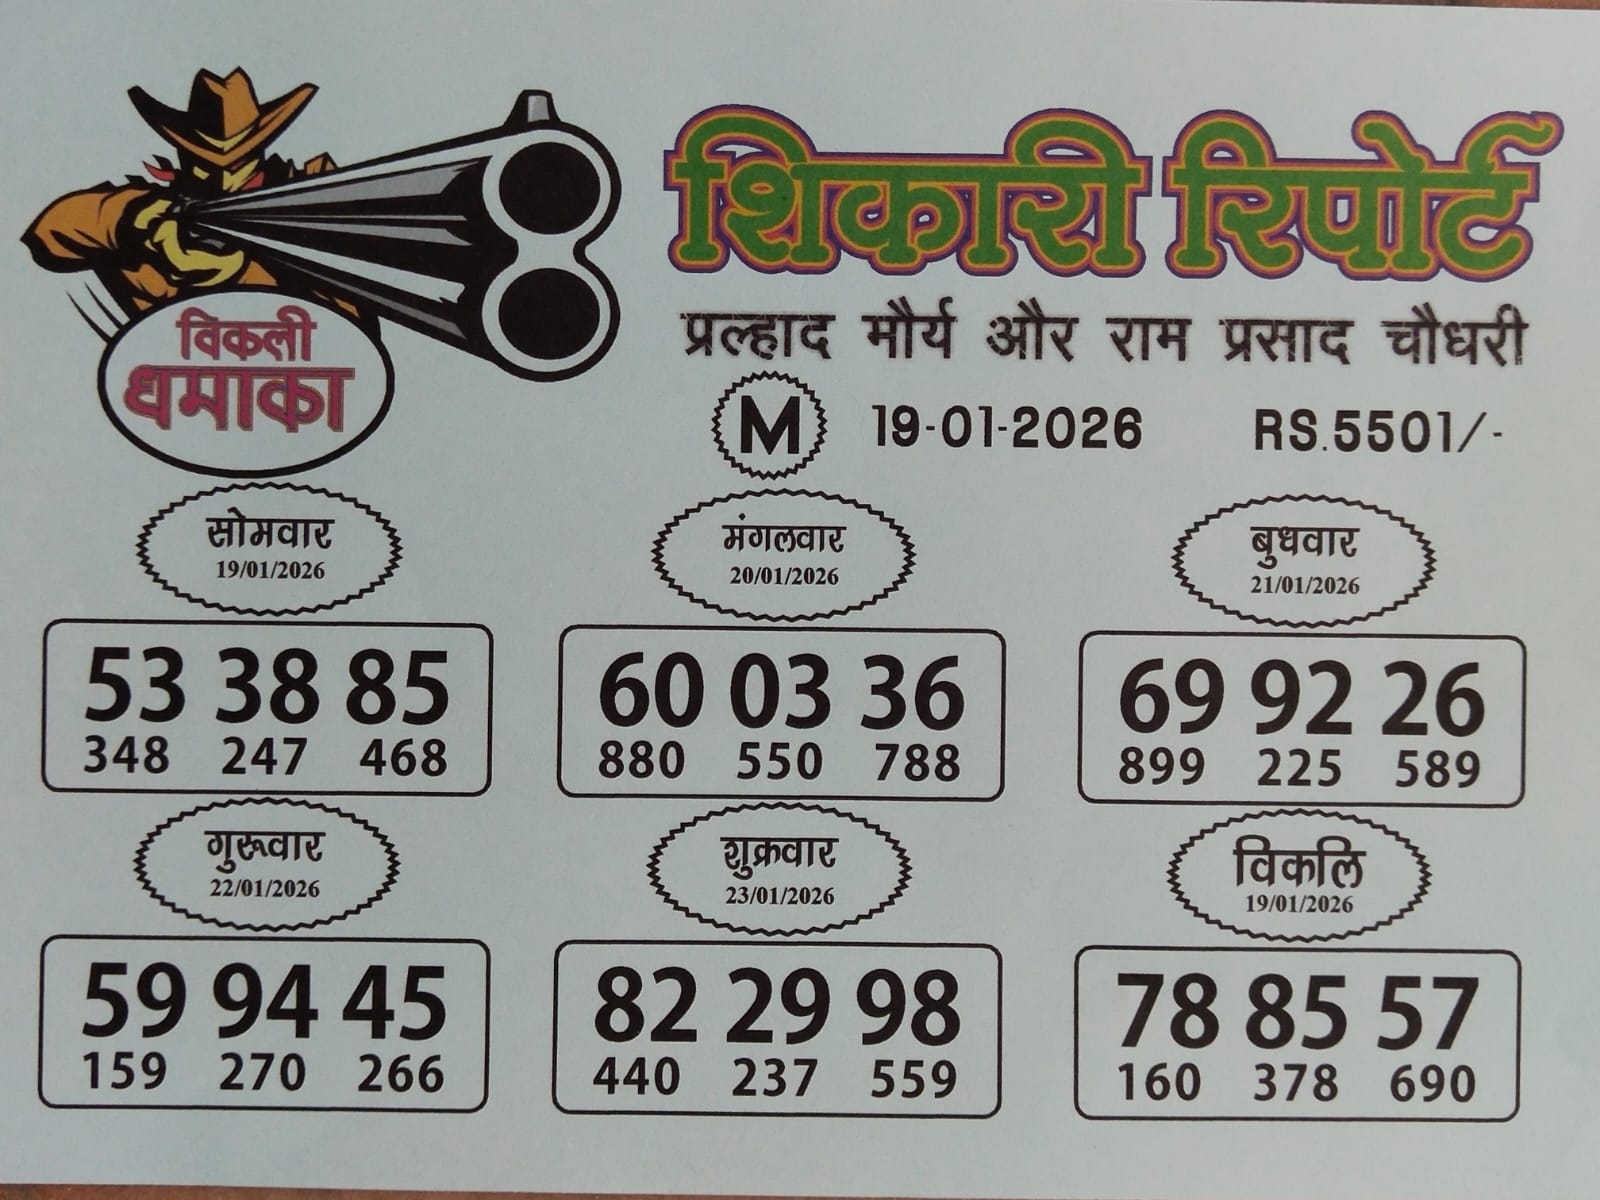 शिकारी रिपोर्ट
विकली
धमाका
प्रल्हाद मौर्य और राम प्रसाद चौधरी
M 19-01-2026 RS.5501/-
सोमवार
19/01/2026
53 38 85
348 247 468
मंगलवार
20/01/2026
60 03 36
880 550 788
बुधवार
21/01/2026
69 92 26
899 225 589
गुरूवार
22/01/2026
59 94 45
159 270 266
शुक्रवार
23/01/2026
82 29 98
440 237 559
विकलि
19/01/2026
78 85 57
160 378 690